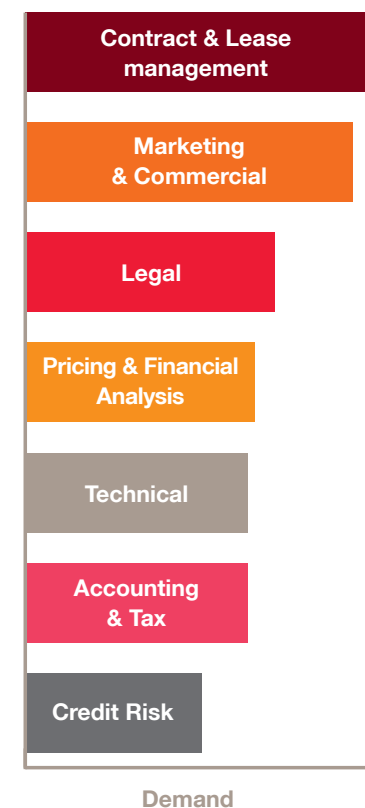 Contract & Lease
management
Marketing
& Commercial
Legal
Pricing & Financial
Analysis
Technical
Accounting
& Tax
Credit Risk
Demand